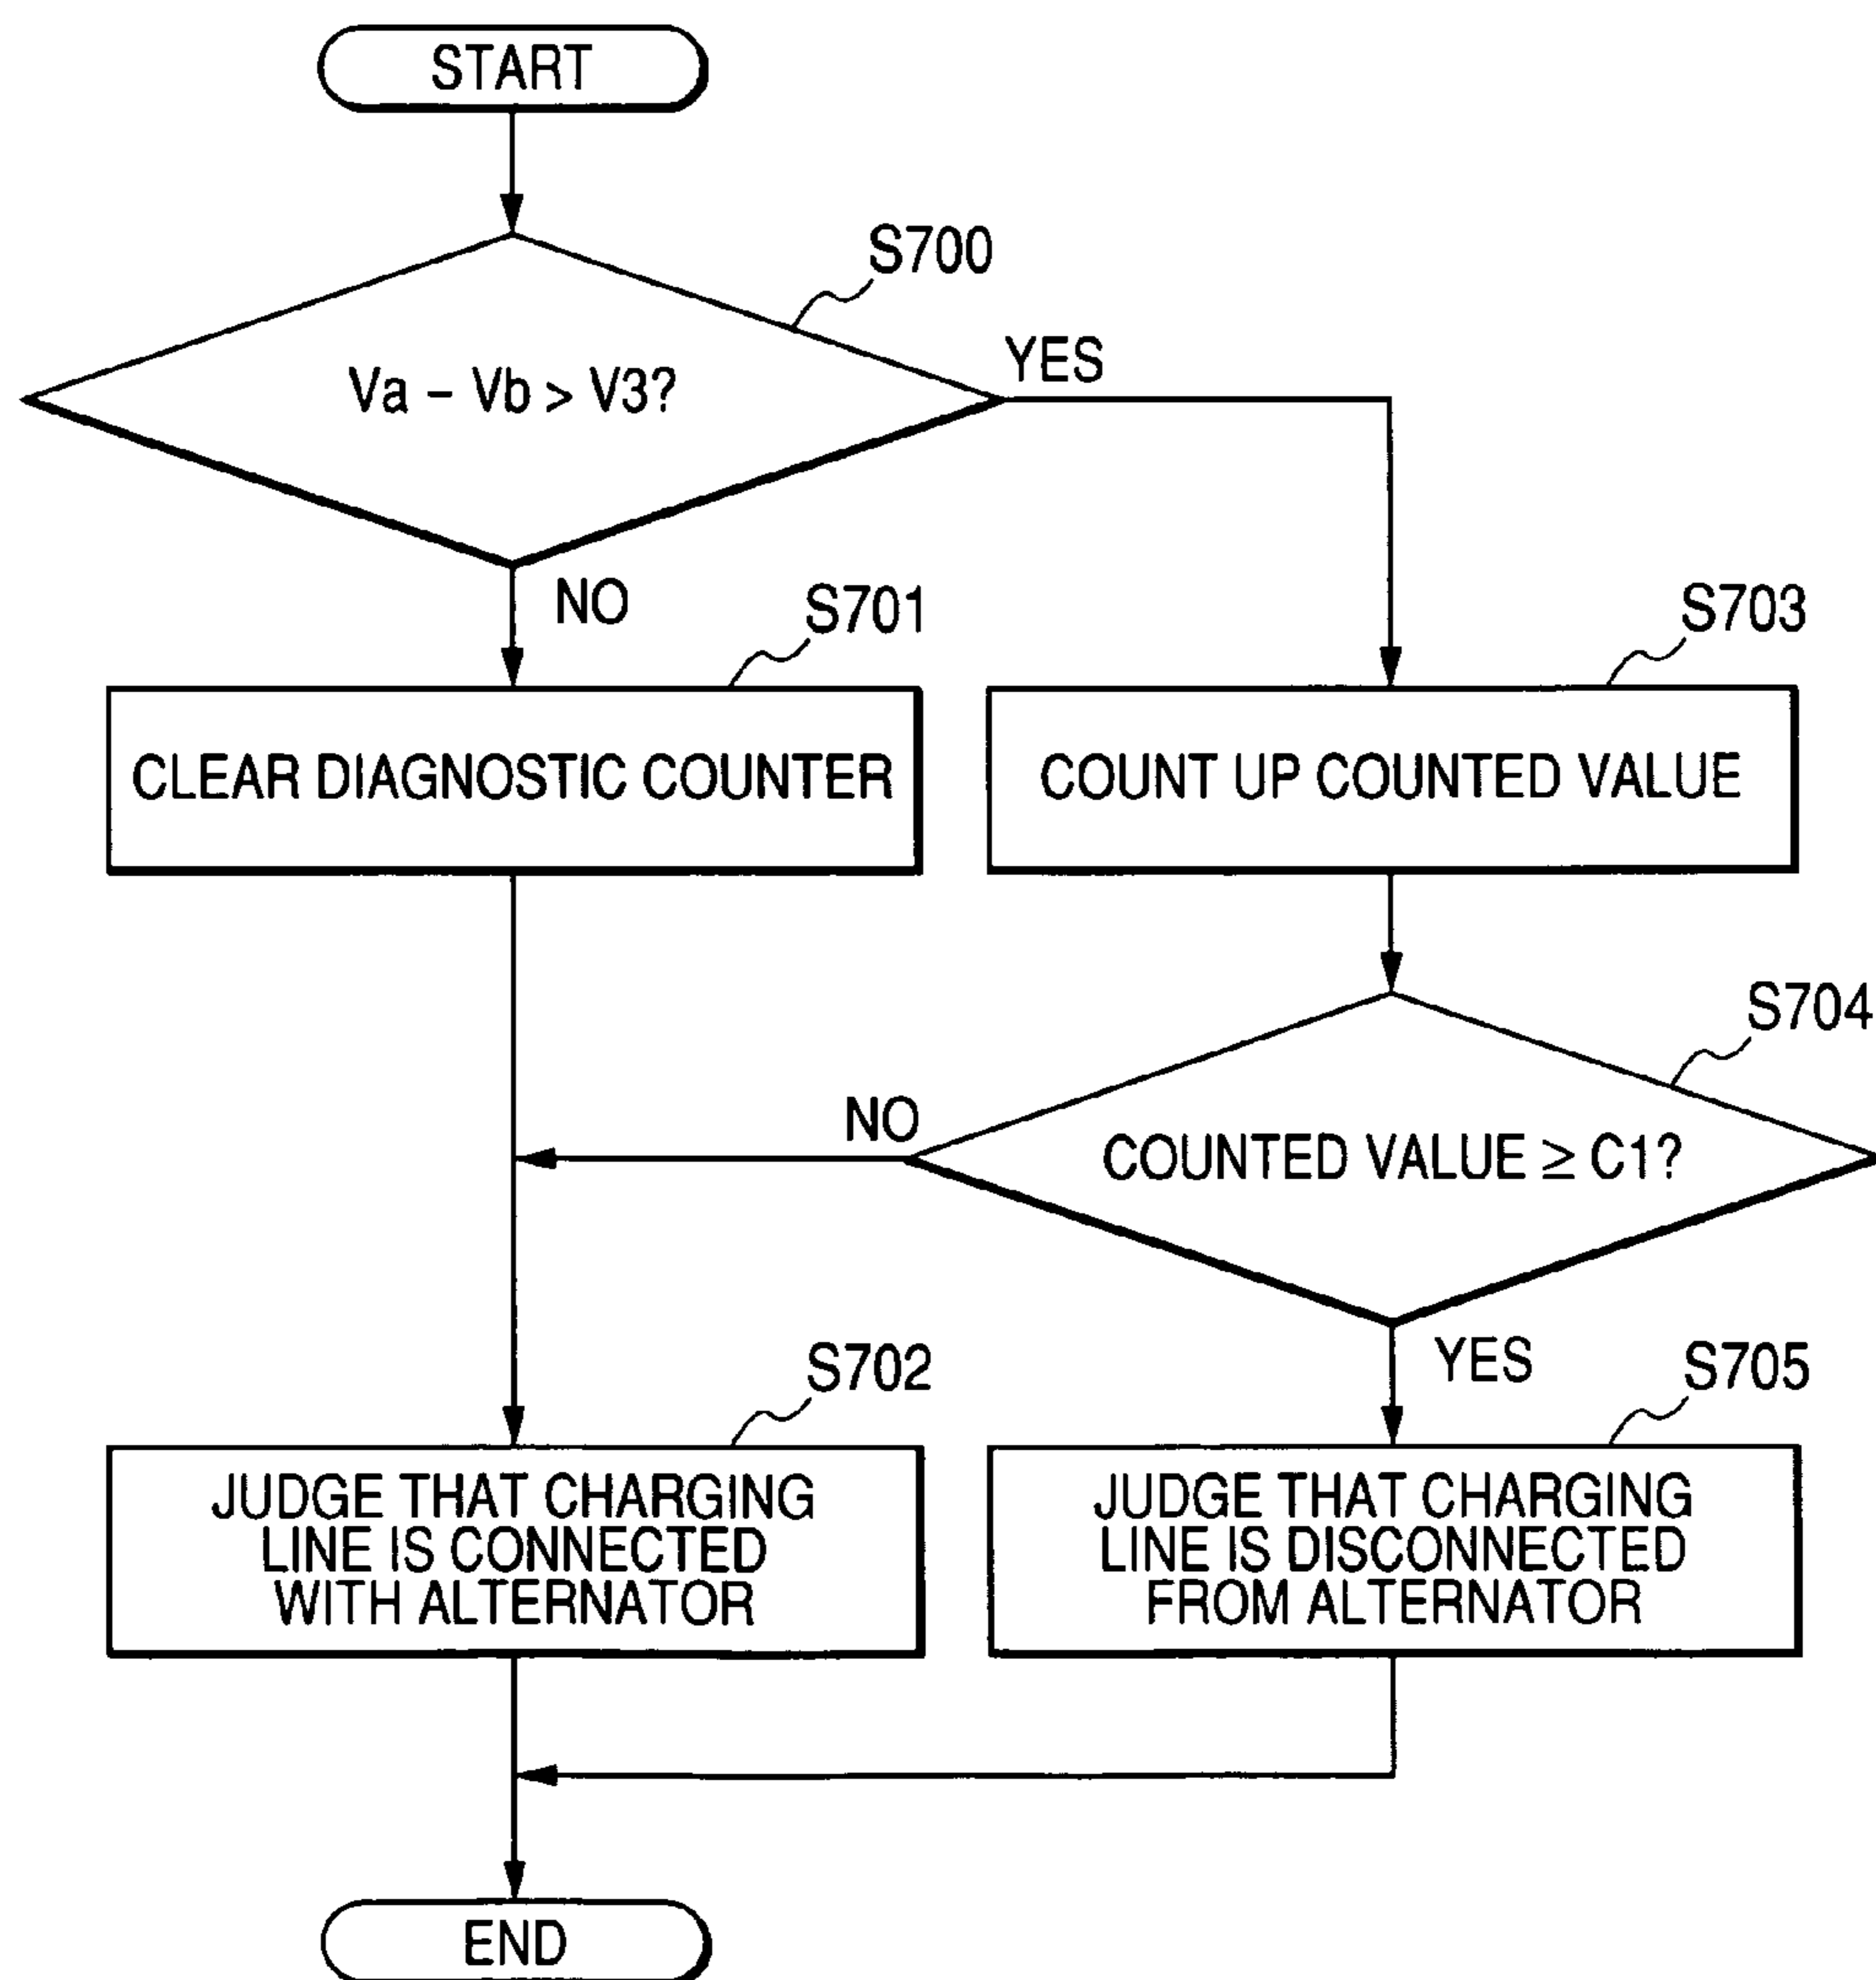 START
S700
Va – Vb > V3?
YES
NO
S701
S703
CLEAR DIAGNOSTIC COUNTER
COUNT UP COUNTED VALUE
S704
NO
COUNTED VALUE ≥ C1?
YES
S702
S705
JUDGE THAT CHARGING
LINE IS CONNECTED
WITH ALTERNATOR
JUDGE THAT CHARGING
LINE IS DISCONNECTED
FROM ALTERNATOR
END